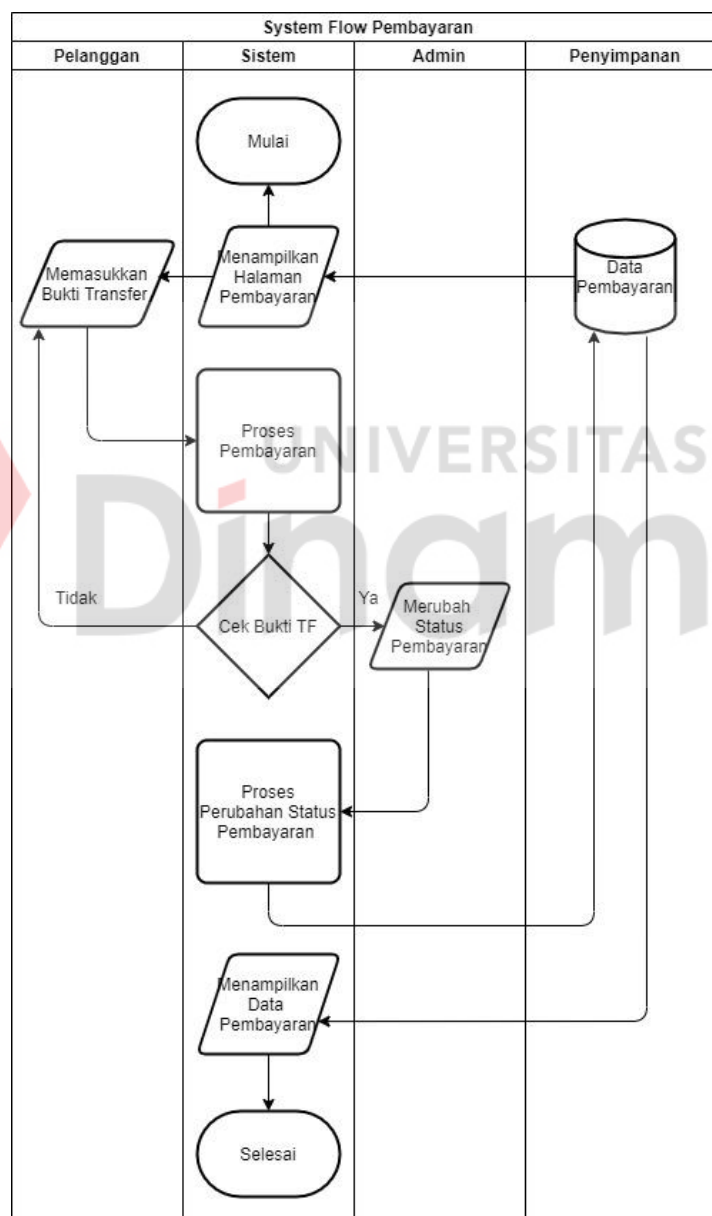 System Flow Pembayaran
Pelanggan
Sistem
Admin
Penyimpanan
Mulai
Memasukkan
Bukti Transfer
Menampilkan
Halaman
Pembayaran
Data
Pembayaran
Proses
Pembayaran
UNIVERSITAS
Dinam
Tidak
Cek Bukti TF
Ya
Merubah
Status
Pembayaran
Proses
Perubahan Status
Pembayaran
Menampilkan
Data
Pembayaran
Selesai